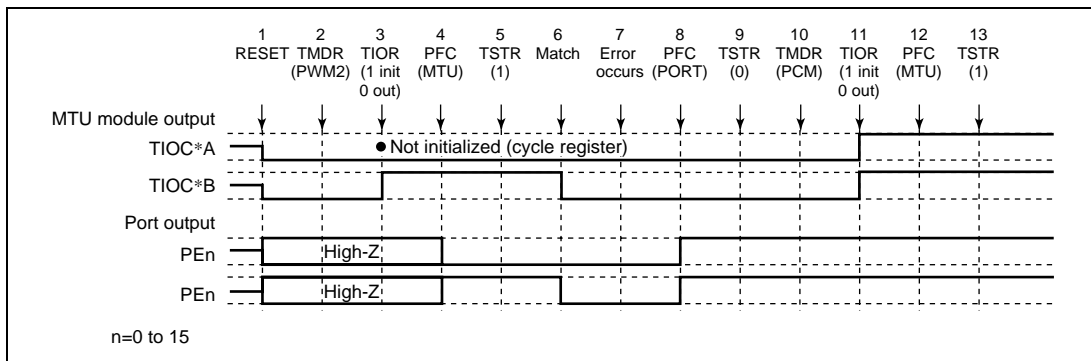 1 2 3 4 5 6 7 8 9 10 11 12 13
RESET TMDR TIOR PFC TSTR Match Error PFC TSTR TMDR TIOR PFC TSTR
(PWM2) (1 init (MTU) (1) occurs (PORT) (0) (PCM) (1 init (MTU) (1)
0 out) 0 out)
MTU module output
TIOC*A ● Not initialized (cycle register)
TIOC*B
Port output
PEn High-Z
PEn High-Z
n=0 to 15